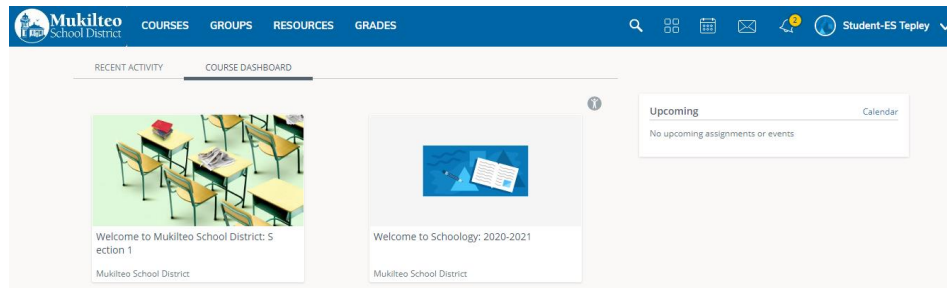 Mukilteo
School District
COURSES GROUPS RESOURCES GRADES
2
Student-ES Tepley
RECENT ACTIVITY COURSE DASHBOARD
Upcoming Calendar
No upcoming assignments or events
Welcome to Mukilteo School District: S
ection 1
Mukilteo School District
Welcome to Schoology: 2020-2021
Mukilteo School District